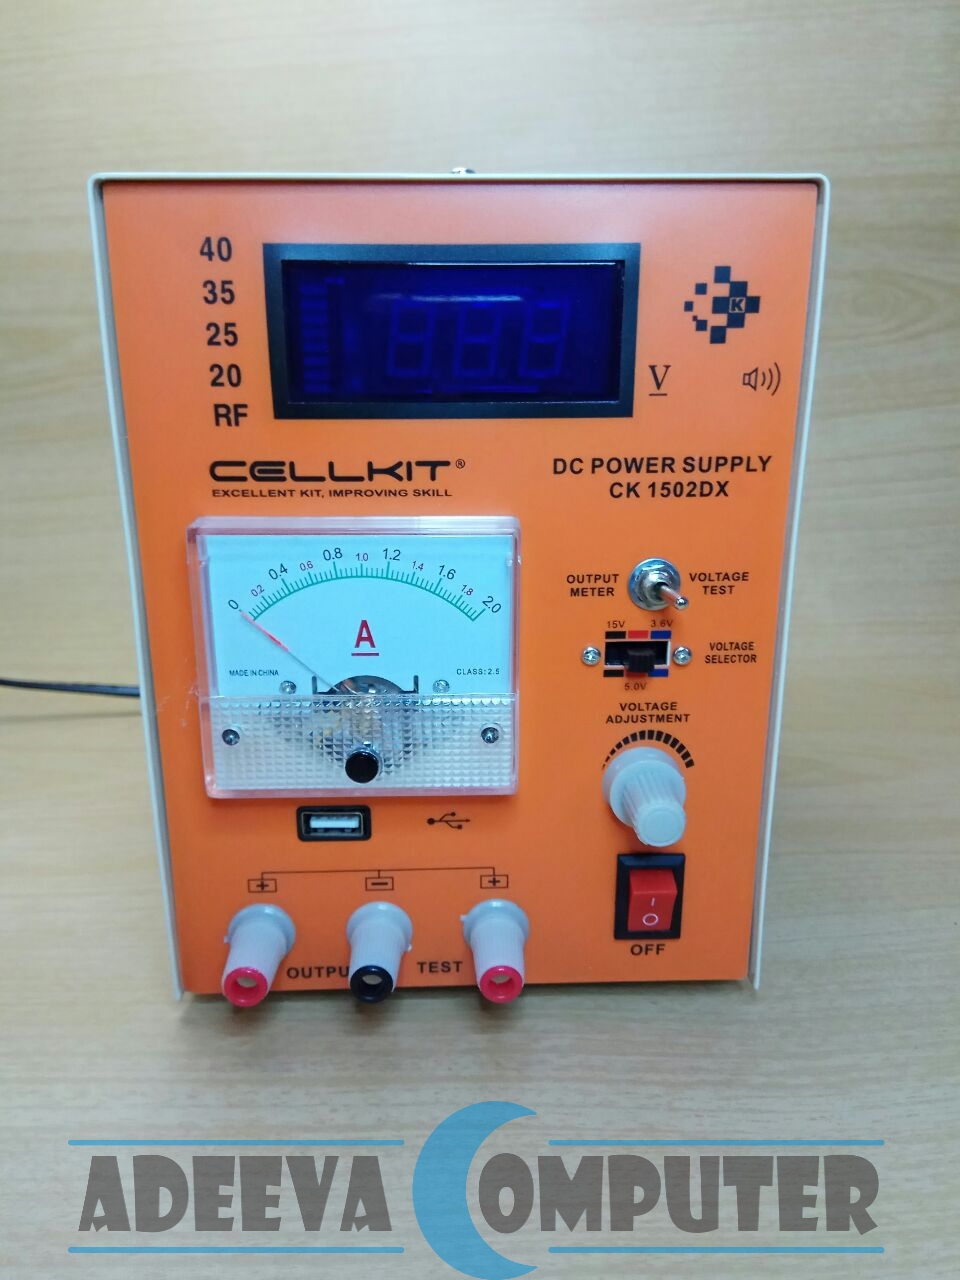 40
35
25
20
RF
V
K
CELLKIT®
EXCELLENT KIT, IMPROVING SKILL
DC POWER SUPPLY
CK 1502DX
0 0.2 0.4 0.6 0.8 1.0 1.2 1.4 1.6 1.8 2.0
A
MADE IN CHINA
CLASS: 2.5
OUTPUT
METER
VOLTAGE
TEST
15V 3.6V
VOLTAGE
SELECTOR
5.0V
VOLTAGE
ADJUSTMENT
+ − +
OUTPU
TEST
I
O
OFF
ADEEVA COMPUTER